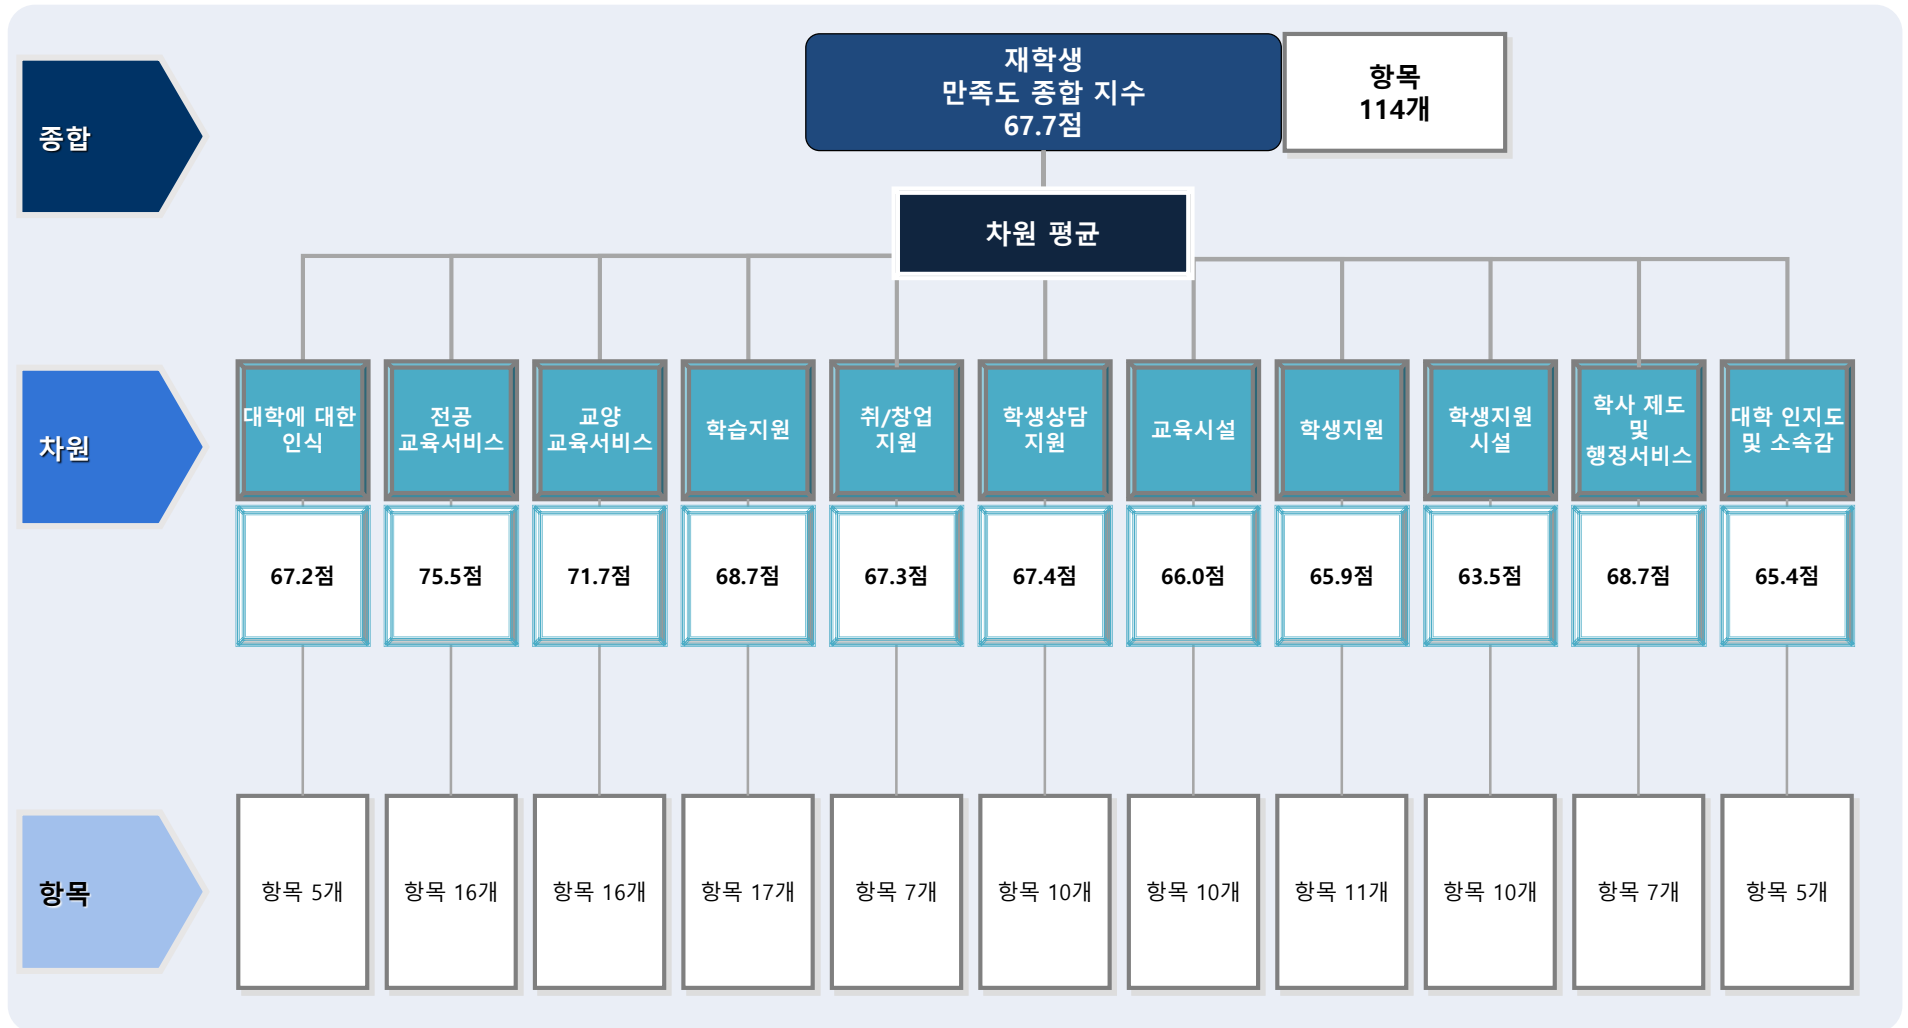 재학생
만족도 종합 지수
67.7점
항목
114개
종합
차원 평균
차원
대학에 대한
인식
전공
교육서비스
교양
교육서비스
학습지원
취/창업
지원
학생상담
지원
교육시설
학생지원
학생지원
시설
학사 제도
및
행정서비스
대학 인지도
및 소속감
67.2점
75.5점
71.7점
68.7점
67.3점
67.4점
66.0점
65.9점
63.5점
68.7점
65.4점
항목
항목 5개
항목 16개
항목 16개
항목 17개
항목 7개
항목 10개
항목 10개
항목 11개
항목 10개
항목 7개
항목 5개